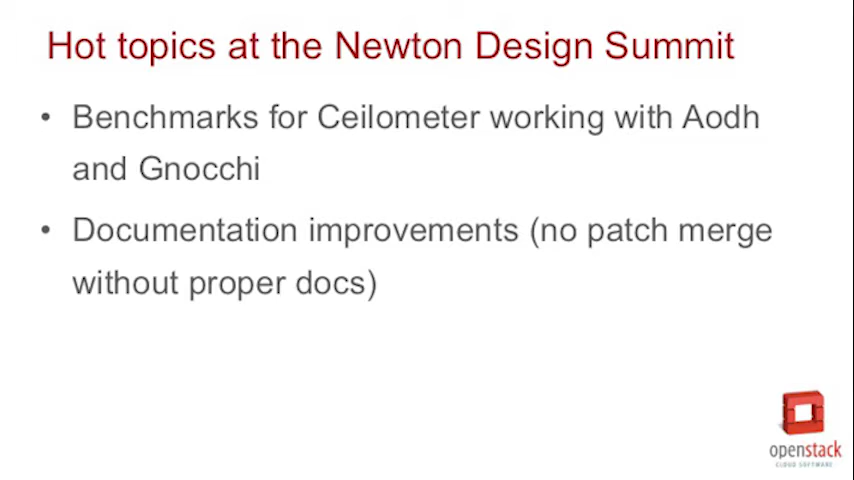 Hot topics at the Newton Design Summit
• Benchmarks for Ceilometer working with Aodh
and Gnocchi
• Documentation improvements (no patch merge
without proper docs)
openstack
CLOUD SOFTWARE